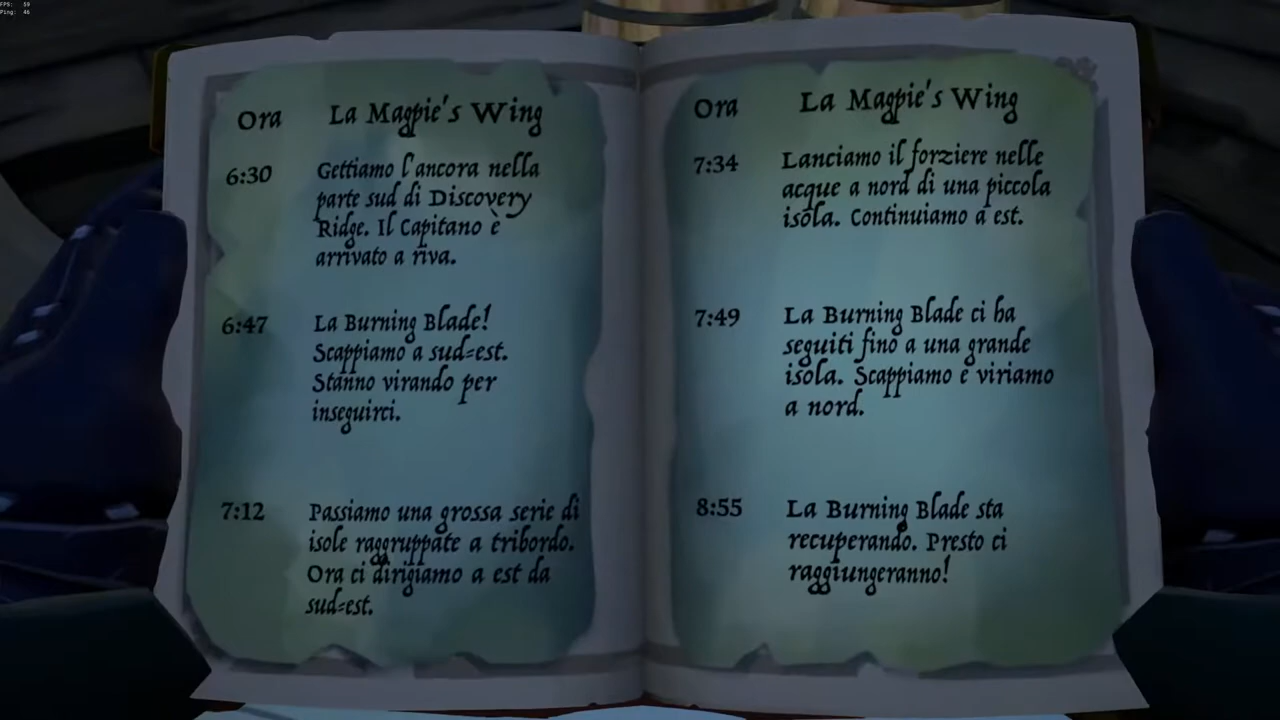 FPS: 59
Ping: 46
Ora La Magpie's Wing
6:30 Gettiamo l'ancora nella
parte sud di Discovery
Ridge. Il Capitano è
arrivato a riva.
6:47 La Burning Blade!
Scappiamo a sud-est.
Stanno virando per
inseguirci.
7:12 Passiamo una grossa serie di
isole raggruppate a tribordo.
Ora ci dirigiamo a est da
sud-est.
Ora La Magpie's Wing
7:34 Lanciamo il forziere nelle
acque a nord di una piccola
isola. Continuiamo a est.
7:49 La Burning Blade ci ha
seguiti fino a una grande
isola. Scappiamo e viriamo
a nord.
8:55 La Burning Blade sta
recuperando. Presto ci
raggiungeranno!